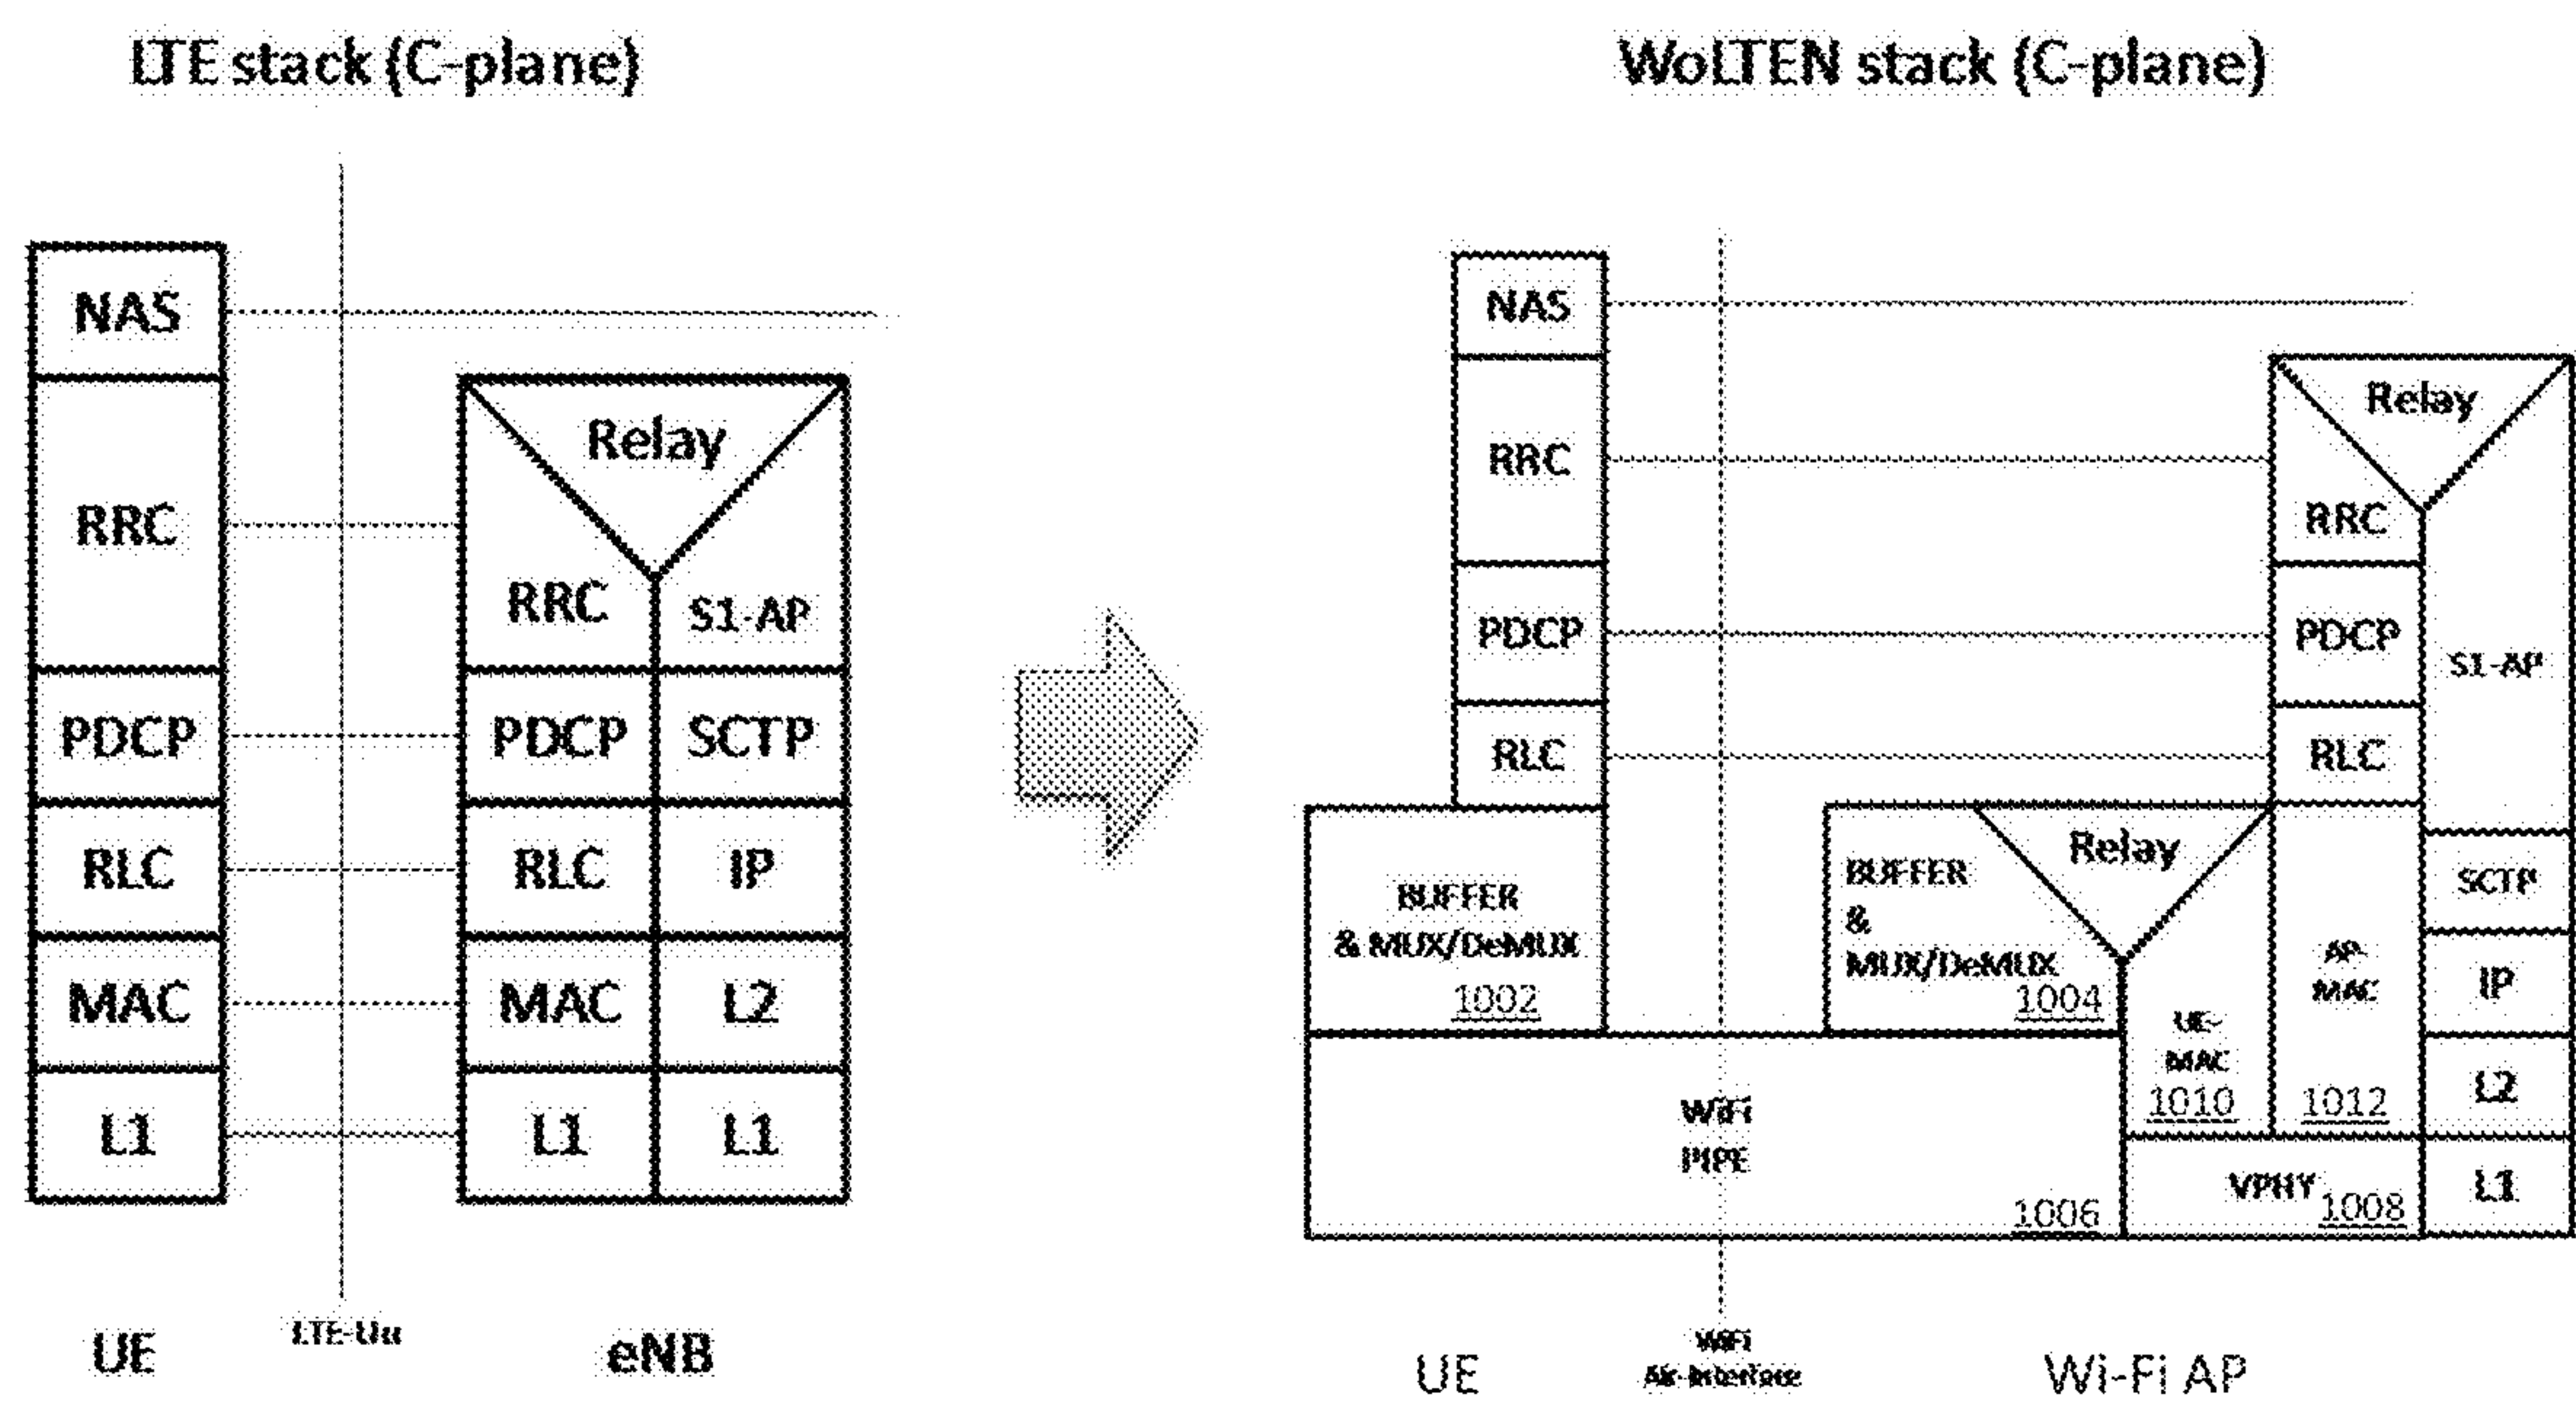 LTE stack (C-plane)
WoLTEN stack (C-plane)
NAS
RRC
PDCP
RLC
MAC
L1
Relay
RRC
S1-AP
PDCP
SCTP
RLC
IP
MAC
L2
L1
L1
UE
LTE-Uu
eNB
NAS
RRC
PDCP
RLC
BUFFER
& MUX/DeMUX
1002
Relay
RRC
PDCP
RLC
S1-AP
BUFFER
&
MUX/DeMUX
1004
Relay
UE-
MAC
1010
AP-
MAC
1012
SCTP
IP
L2
L1
WiFi
PIPE
1006
VPHY 1008
UE
WiFi
Air-Interface
Wi-Fi AP